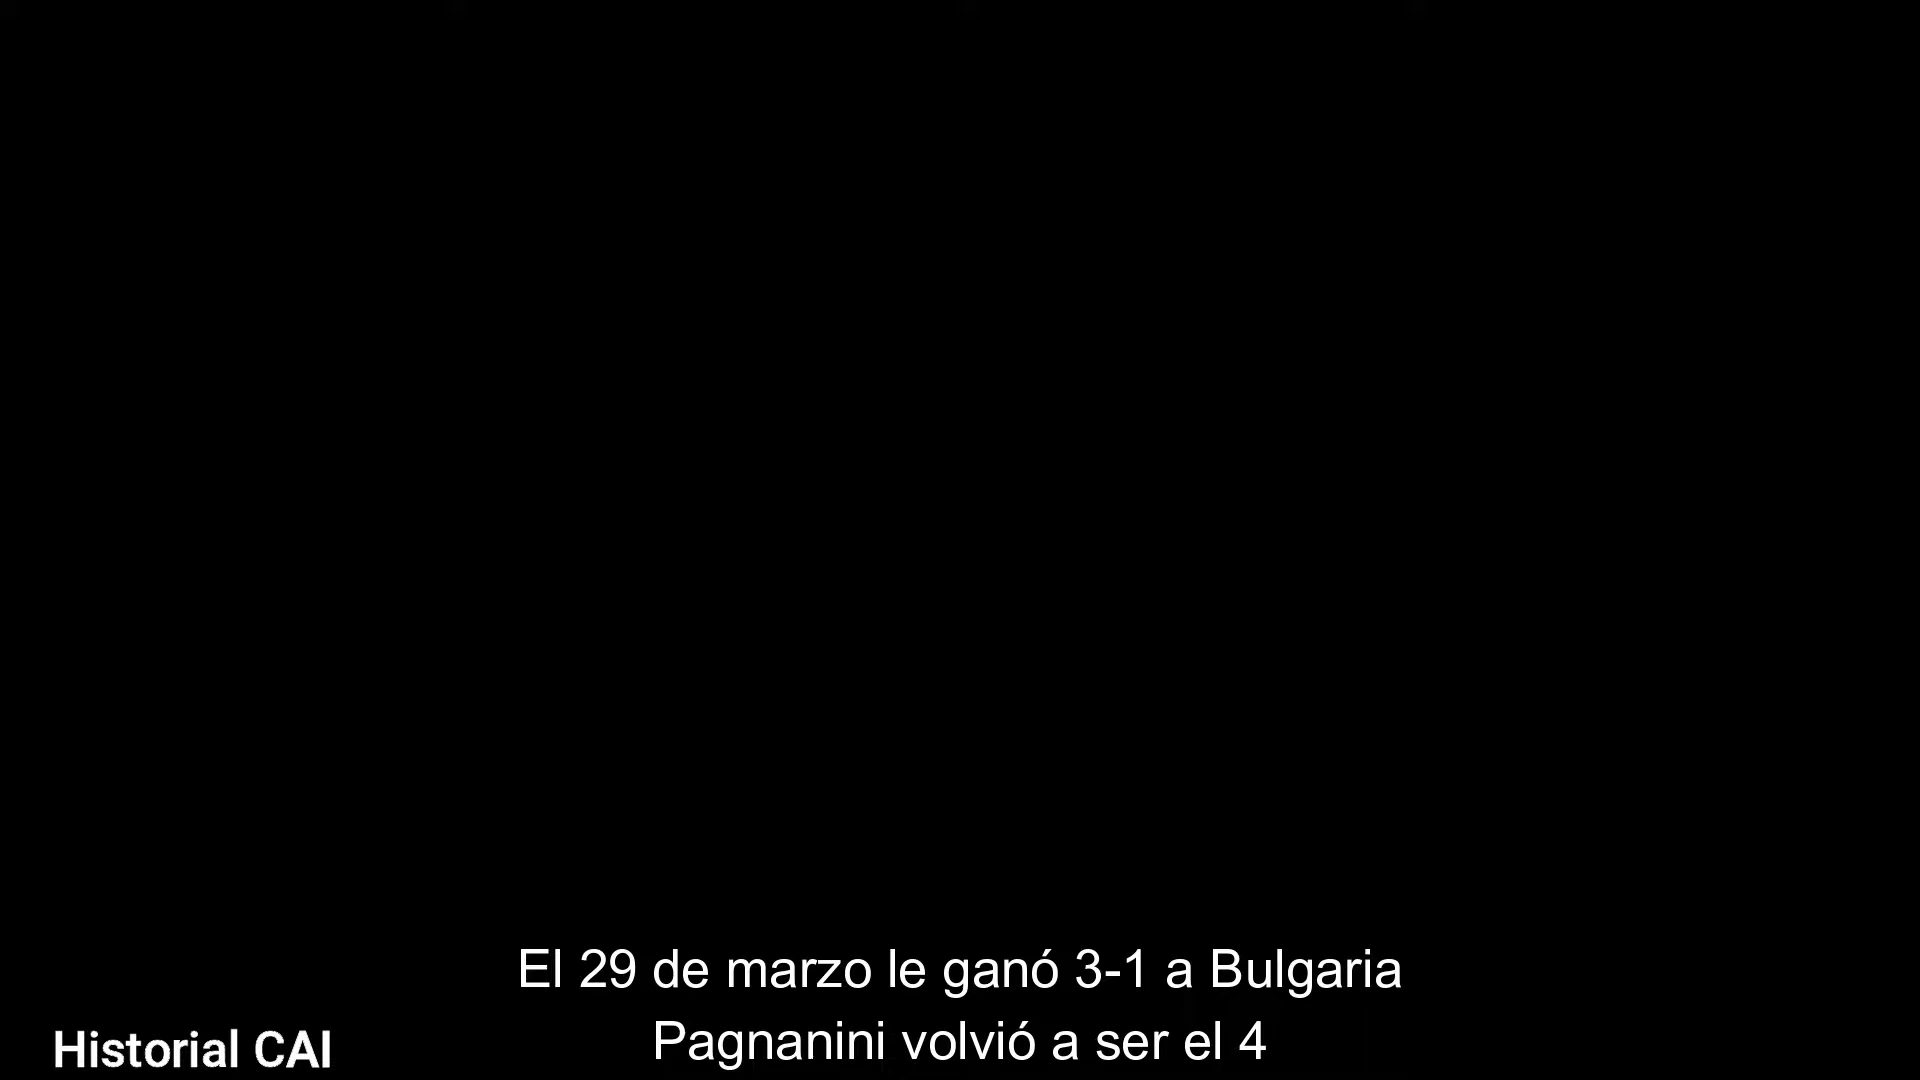 El 29 de marzo le ganó 3-1 a Bulgaria
Pagnanini volvió a ser el 4
Historial CAI